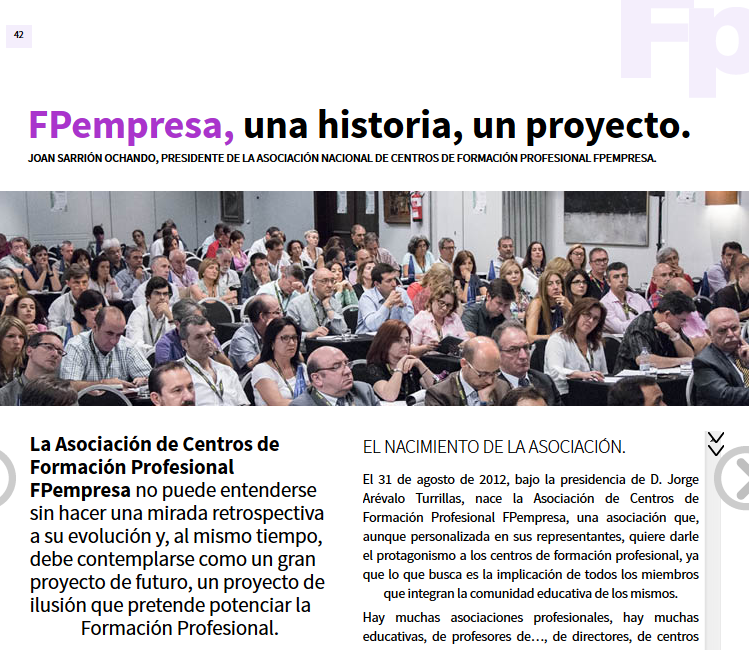 42
Fp
FPempresa, una historia, un proyecto.
JOAN SARRIÓN OCHANDO, PRESIDENTE DE LA ASOCIACIÓN NACIONAL DE CENTROS DE FORMACIÓN PROFESIONAL FPEMPRESA.
La Asociación de Centros de
Formación Profesional
FPempresa no puede entenderse
sin hacer una mirada retrospectiva
a su evolución y, al mismo tiempo,
debe contemplarse como un gran
proyecto de futuro, un proyecto de
ilusión que pretende potenciar la
Formación Profesional.
EL NACIMIENTO DE LA ASOCIACIÓN.
El 31 de agosto de 2012, bajo la presidencia de D. Jorge
Arévalo Turrillas, nace la Asociación de Centros de
Formación Profesional FPempresa, una asociación que,
aunque personalizada en sus representantes, quiere darle
el protagonismo a los centros de formación profesional, ya
que lo que busca es la implicación de todos los miembros
que integran la comunidad educativa de los mismos.
Hay muchas asociaciones profesionales, hay muchas
educativas, de profesores de…, de directores, de centros